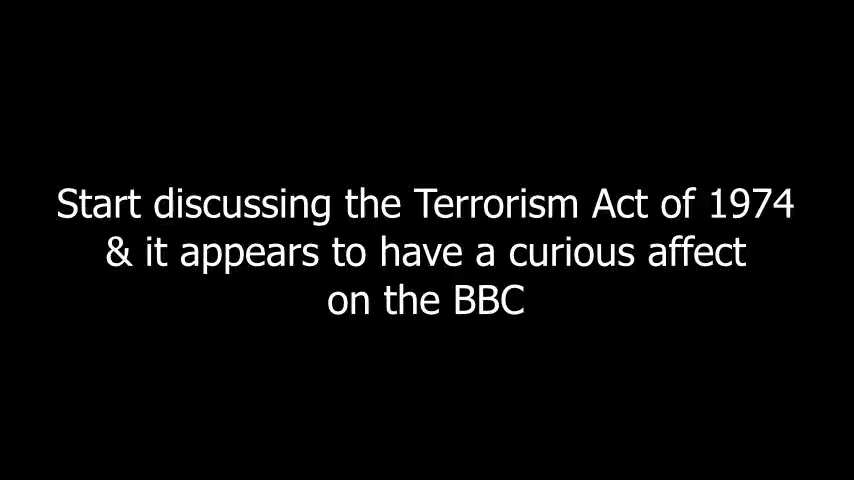 Start discussing the Terrorism Act of 1974
& it appears to have a curious affect
on the BBC